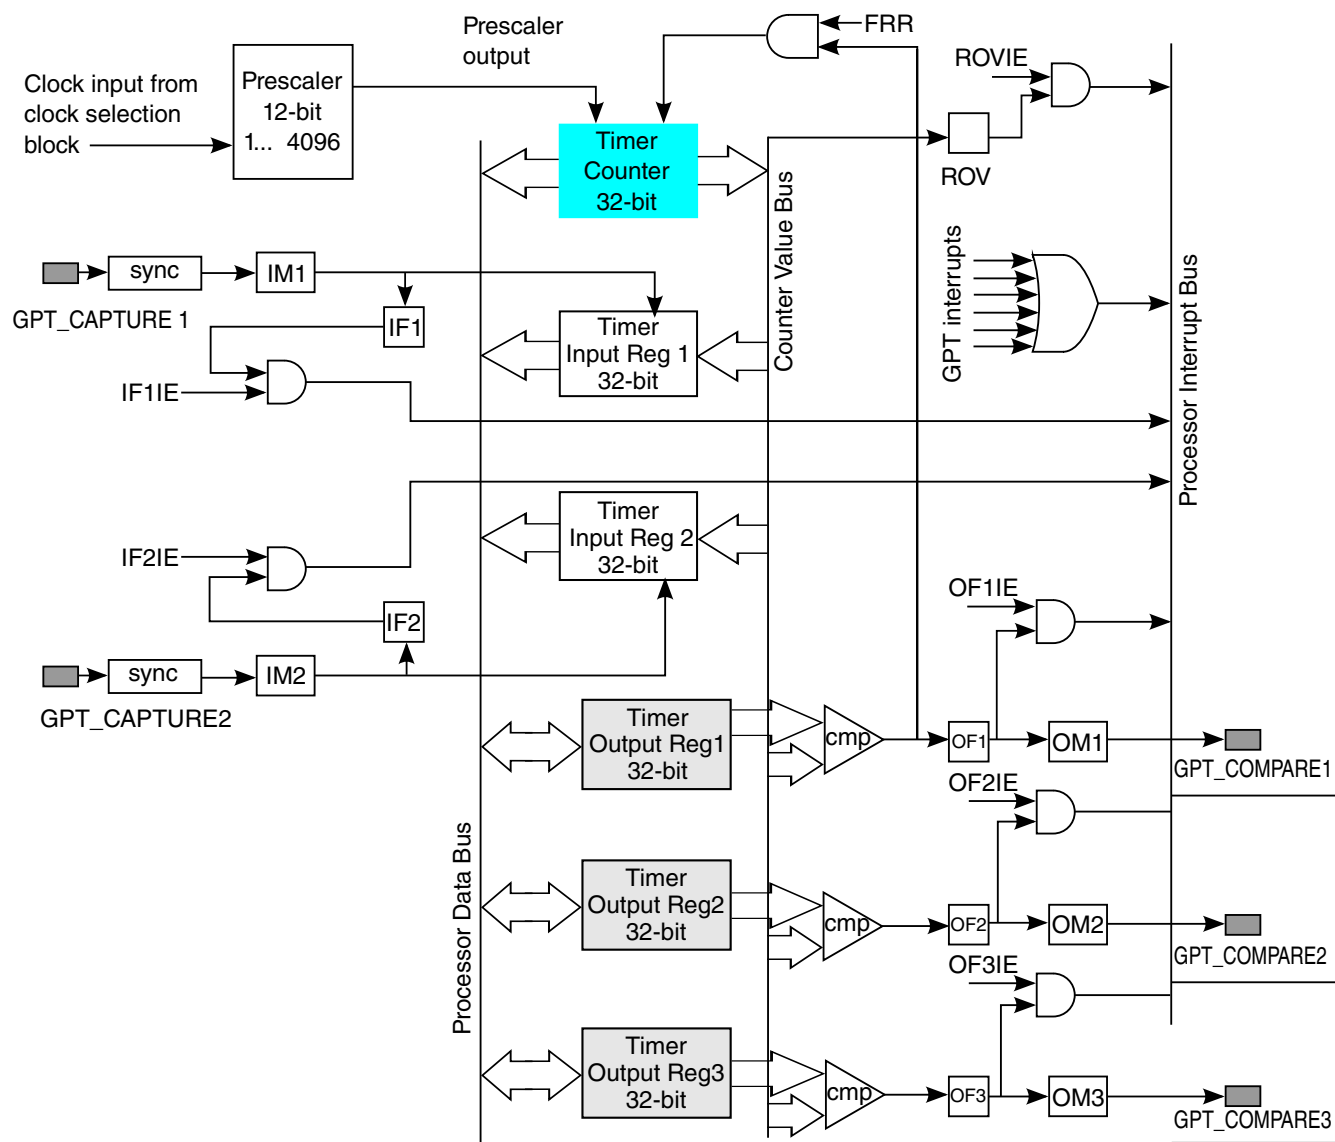 Prescaler
output
FRR
ROVIE
Clock input from
clock selection
block
Prescaler
12-bit
1... 4096
Timer
Counter
32-bit
ROV
Counter Value Bus
GPT interrupts
Processor Interrupt Bus
sync
IM1
GPT_CAPTURE 1
IF1
Timer
Input Reg 1
32-bit
IF1IE
Timer
Input Reg 2
32-bit
IF2IE
IF2
OF1IE
sync
IM2
GPT_CAPTURE2
Timer
Output Reg1
32-bit
cmp
OF1
OM1
GPT_COMPARE1
OF2IE
Processor Data Bus
Timer
Output Reg2
32-bit
cmp
OF2
OM2
GPT_COMPARE2
OF3IE
Timer
Output Reg3
32-bit
cmp
OF3
OM3
GPT_COMPARE3